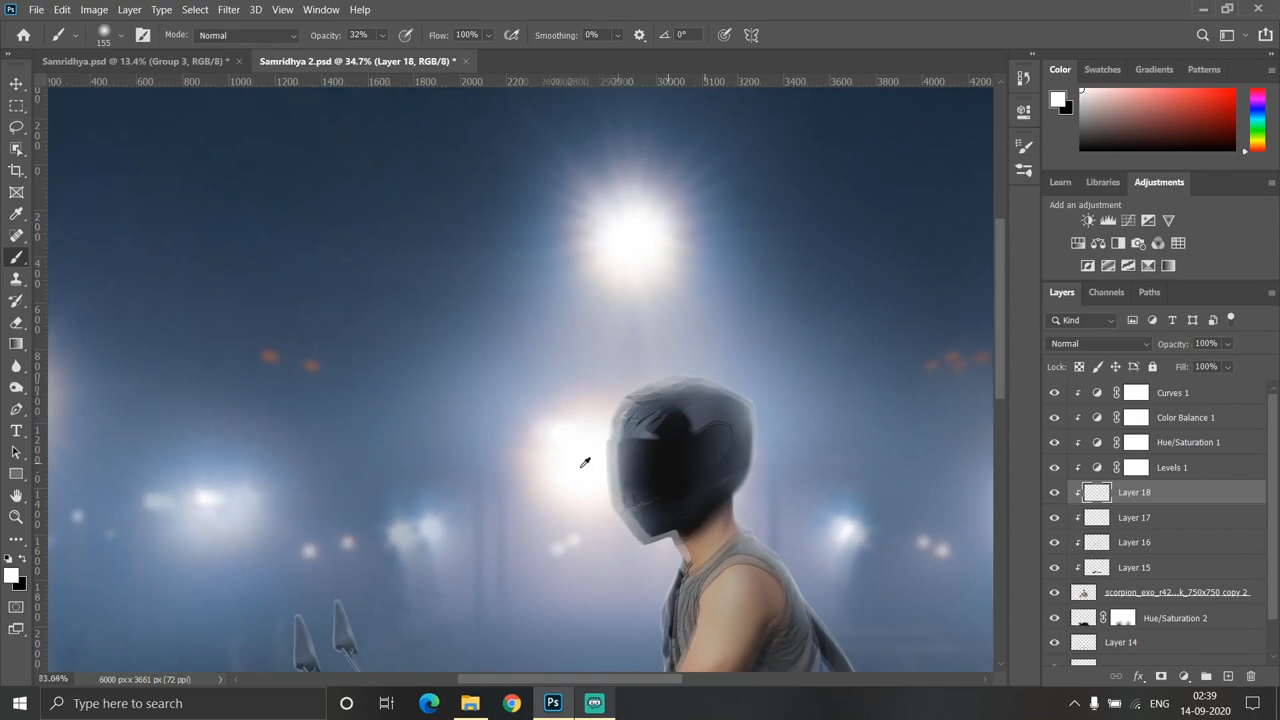 Ps File Edit Image Layer Type Select Filter 3D View Window Help
155 Mode: Normal Opacity: 32% Flow: 100% Smoothing: 0% 0°
Samridhya.psd @ 13.4% (Group 3, RGB/8) * × Samridhya 2.psd @ 34.7% (Layer 18, RGB/8) * ×
400 600 800 1000 1200 1400 1600 1800 2000 2200 3200 3400 3600 3800 4000 4200
Color Swatches Gradients Patterns
Learn Libraries Adjustments
Add an adjustment
Layers Channels Paths
Kind
Normal Opacity: 100%
Lock: Fill: 100%
Curves 1
Color Balance 1
Hue/Saturation 1
Levels 1
Layer 18
Layer 17
Layer 16
Layer 15
scorpion_exo_r42...k_750x750 copy 2
Hue/Saturation 2
Layer 14
6000 px x 3661 px (72 ppi)
Type here to search
02:39
14-09-2020